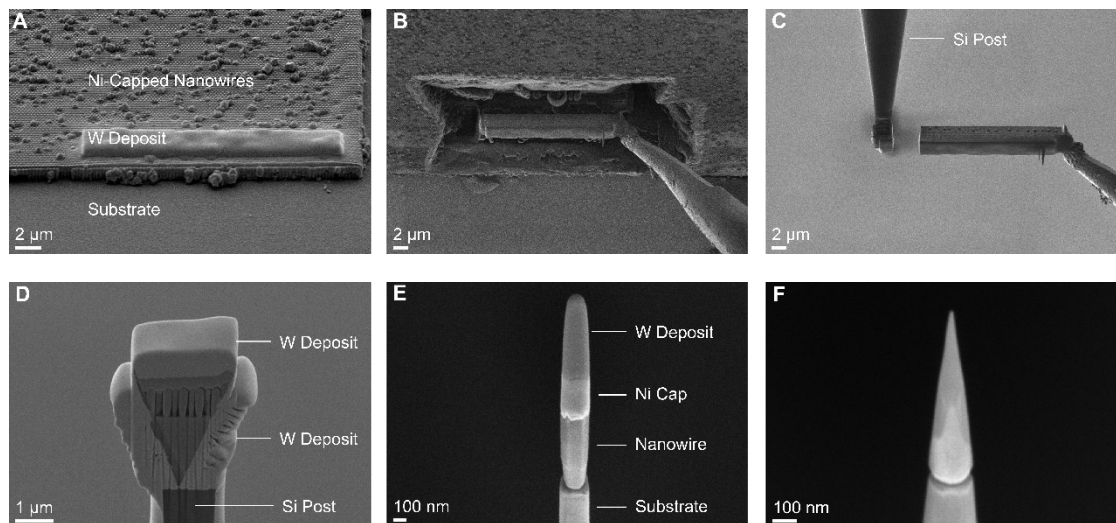 A
Ni-Capped Nanowires
W Deposit
Substrate
2 µm
B
2 µm
C
Si Post
2 µm
D
W Deposit
W Deposit
Si Post
1 µm
E
W Deposit
Ni Cap
Nanowire
Substrate
100 nm
F
100 nm